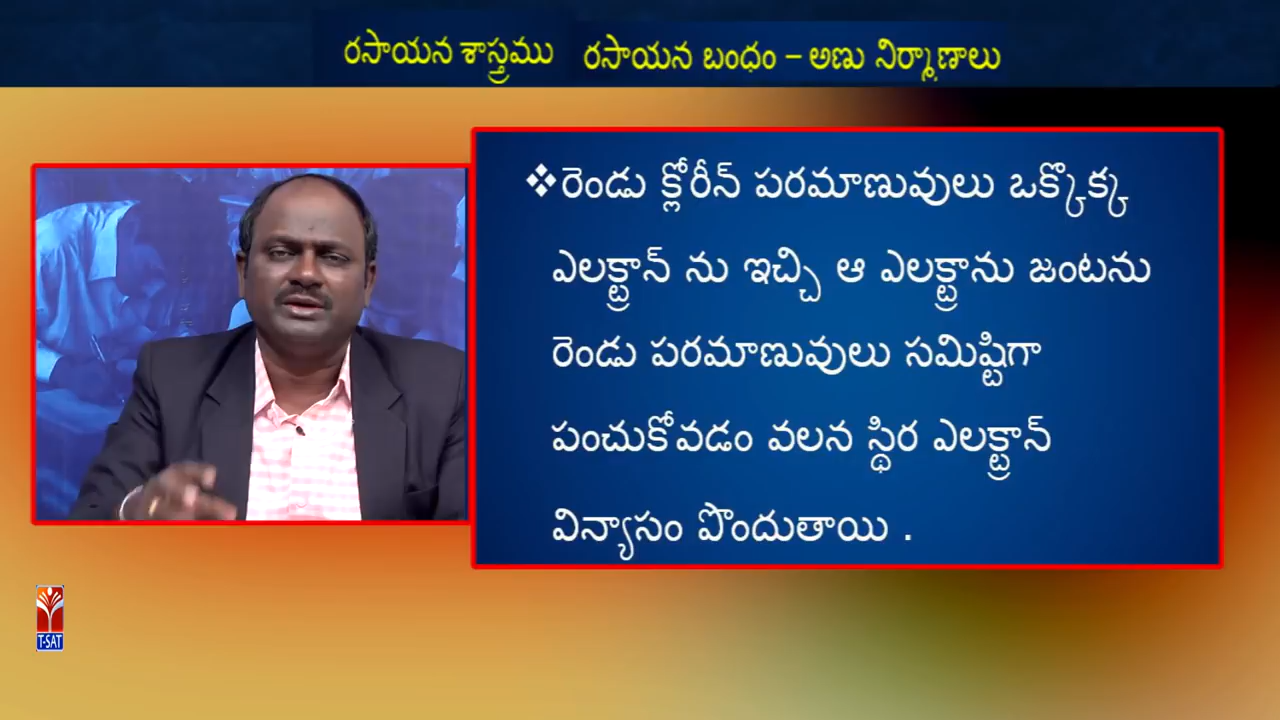 రసాయన శాస్త్రము రసాయన బంధం – అణు నిర్మాణాలు
❖రెండు క్లోరీన్ పరమాణువులు ఒక్కొక్క
ఎలక్ట్రాన్ ను ఇచ్చి ఆ ఎలక్ట్రాను జంటను
రెండు పరమాణువులు సమిష్టిగా
పంచుకోవడం వలన స్థిర ఎలక్ట్రాన్
విన్యాసం పొందుతాయి .
T-SAT